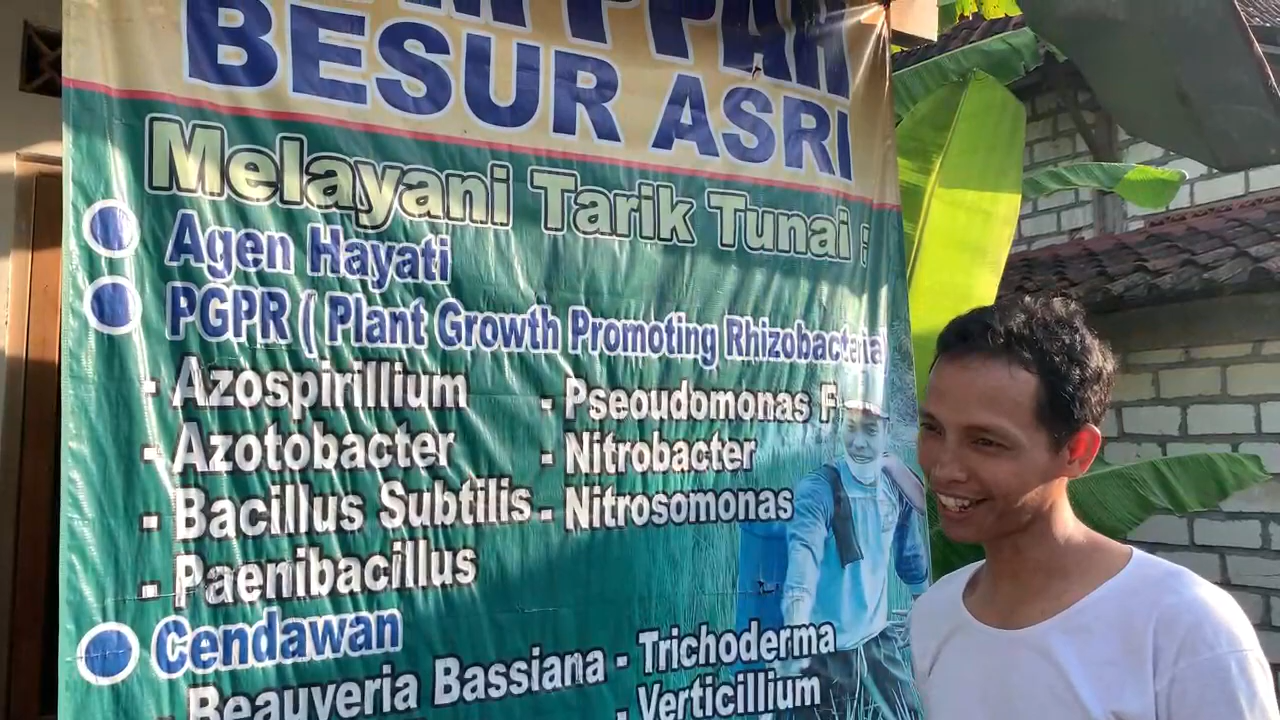 PPAH
BESUR ASRI
Melayani Tarik Tunai :
Agen Hayati
PGPR ( Plant Growth Promoting Rhizobacteria)
- Azospirillium
- Pseoudomonas F
- Azotobacter
- Nitrobacter
- Bacillus Subtilis
- Nitrosomonas
- Paenibacillus
Cendawan
- Beauveria Bassiana
- Trichoderma
- Verticillium